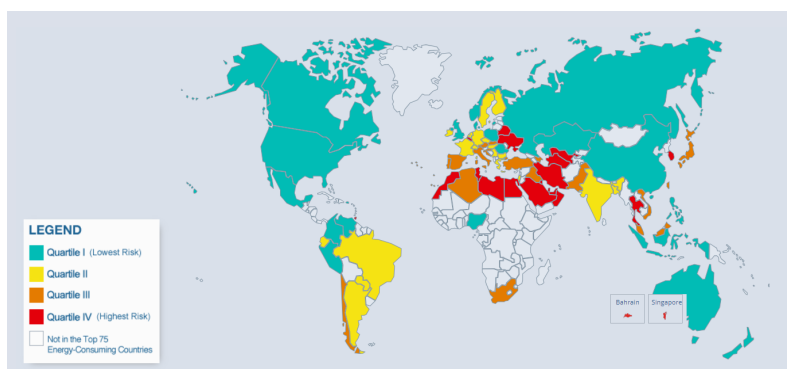 LEGEND
Quartile I (Lowest Risk)
Quartile II
Quartile III
Quartile IV (Highest Risk)
Not in the Top 75
Energy-Consuming Countries
Bahrain
Singapore